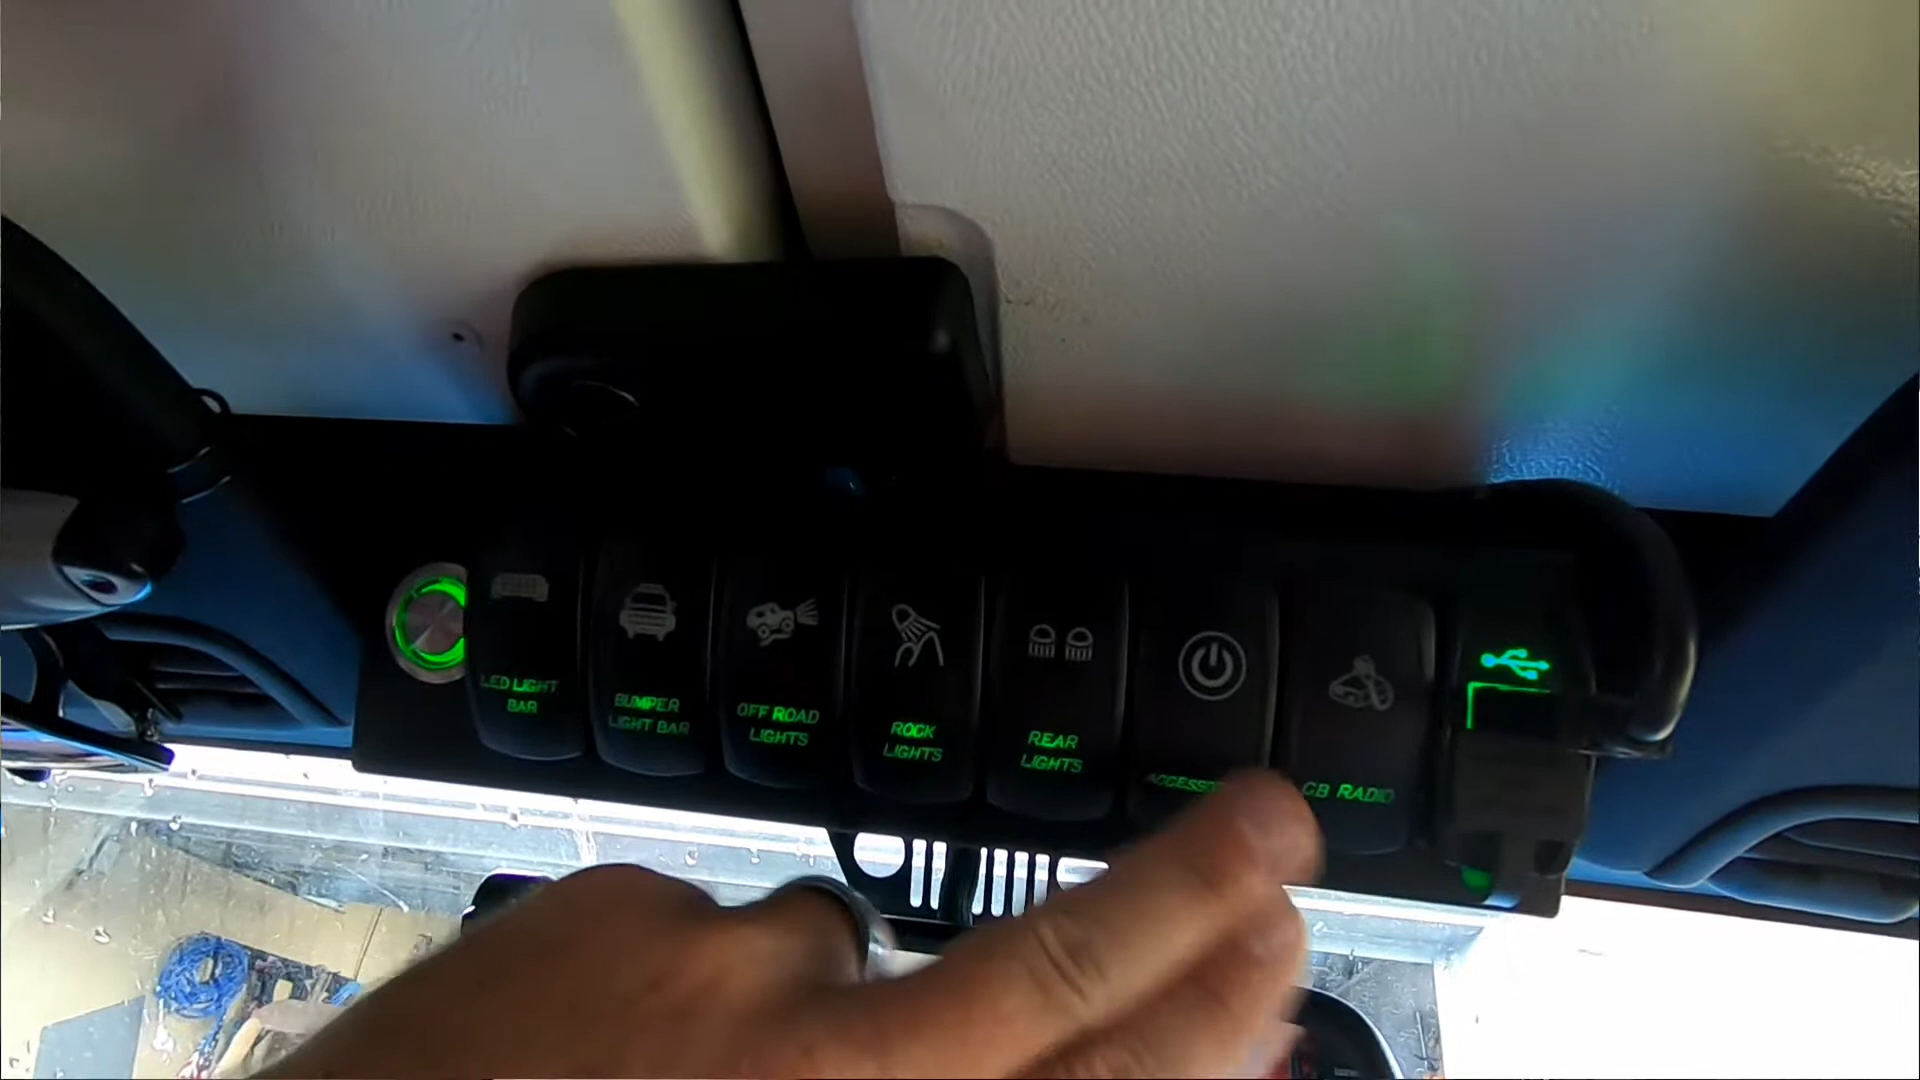 LED LIGHT
BAR
BUMPER
LIGHT BAR
OFF ROAD
LIGHTS
ROCK
LIGHTS
REAR
LIGHTS
CB RADIO